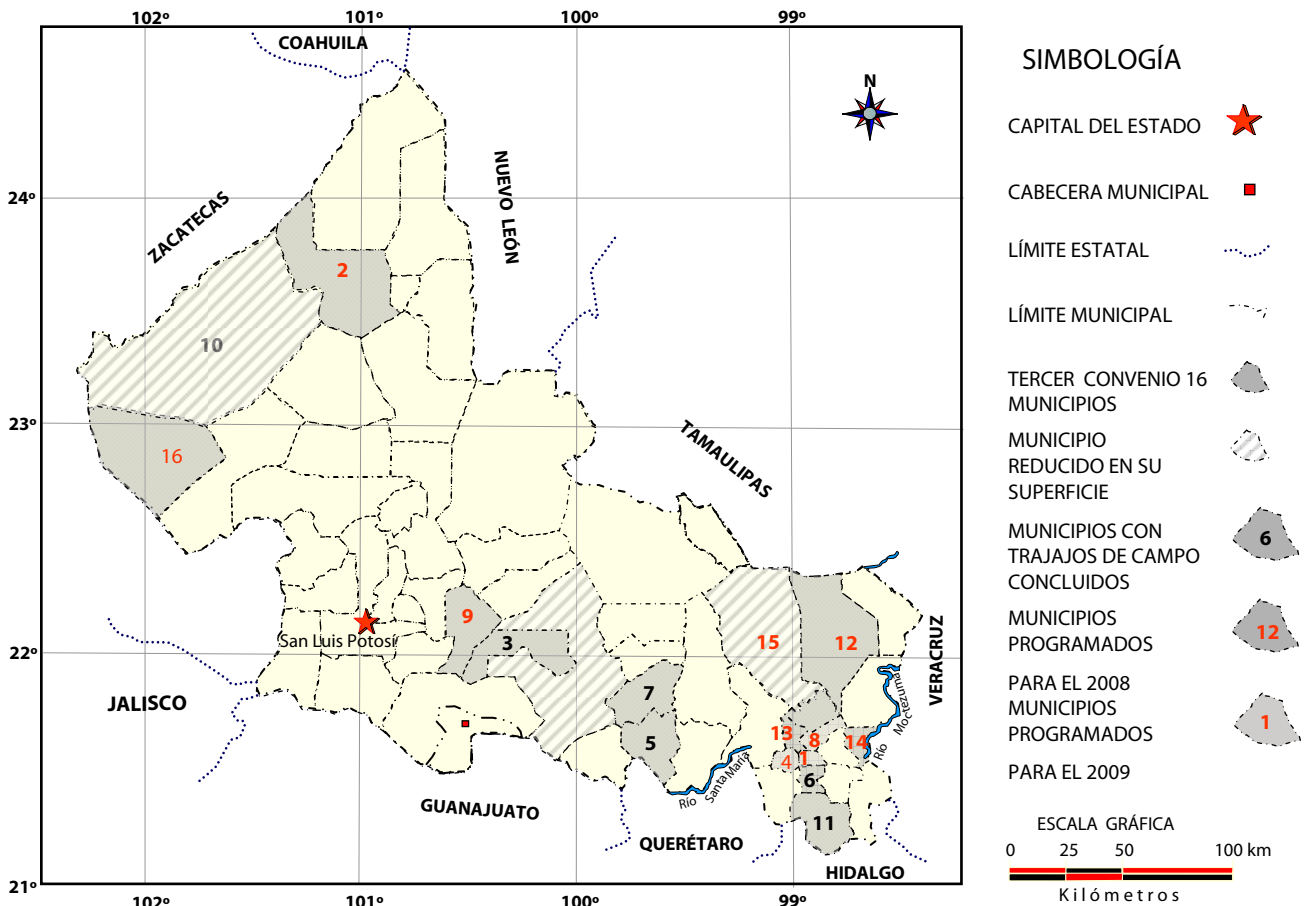 102º 101º 100º 99º
COAHUILA
N
NUEVO LEÓN
24º
ZACATECAS
2
10
23º
16
TAMAULIPAS
9
3
15
12
San Luis Potosí
22º
VERACRUZ
JALISCO
7
5
13
8
14
4
1
6
11
Río Moctezuma
Río Santa María
GUANAJUATO
QUERÉTARO
HIDALGO
21º
102º 101º 100º 99º
SIMBOLOGÍA
CAPITAL DEL ESTADO
CABECERA MUNICIPAL
LÍMITE ESTATAL
LÍMITE MUNICIPAL
TERCER CONVENIO 16
MUNICIPIOS
MUNICIPIO
REDUCIDO EN SU
SUPERFICIE
MUNICIPIOS CON
TRAJAJOS DE CAMPO
CONCLUIDOS
6
MUNICIPIOS
PROGRAMADOS
12
PARA EL 2008
MUNICIPIOS
PROGRAMADOS
1
PARA EL 2009
ESCALA GRÁFICA
0 25 50 100 km
Kilómetros